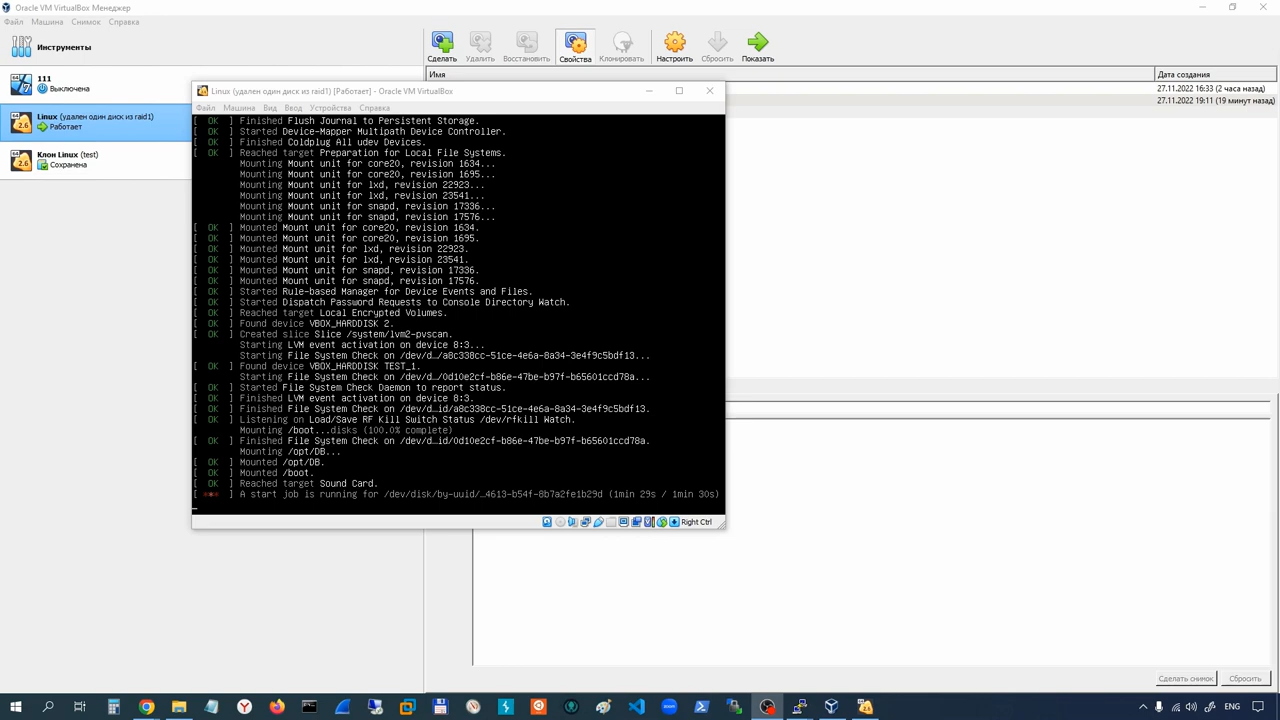 Oracle VM VirtualBox Менеджер
Файл Машина Снимок Справка
Инструменты
Сделать Удалить Восстановить Свойства Клонировать Настроить Сбросить Показать
111
Выключена
Linux (удален один диск из raid1)
Работает
Клон Linux (test)
Сохранена
Имя Дата создания
27.11.2022 16:33 (2 часа назад)
27.11.2022 19:11 (19 минут назад)
Linux (удален один диск из raid1) [Работает] - Oracle VM VirtualBox
Файл Машина Вид Ввод Устройства Справка
[ OK ] Finished Flush Journal to Persistent Storage.
[ OK ] Started Device-Mapper Multipath Device Controller.
[ OK ] Finished Coldplug All udev Devices.
[ OK ] Reached target Preparation for Local File Systems.
Mounting Mount unit for core20, revision 1634...
Mounting Mount unit for core20, revision 1695...
Mounting Mount unit for lxd, revision 22923...
Mounting Mount unit for lxd, revision 23541...
Mounting Mount unit for snapd, revision 17336...
Mounting Mount unit for snapd, revision 17576...
[ OK ] Mounted Mount unit for core20, revision 1634.
[ OK ] Mounted Mount unit for core20, revision 1695.
[ OK ] Mounted Mount unit for lxd, revision 22923.
[ OK ] Mounted Mount unit for lxd, revision 23541.
[ OK ] Mounted Mount unit for snapd, revision 17336.
[ OK ] Mounted Mount unit for snapd, revision 17576.
[ OK ] Started Rule-based Manager for Device Events and Files.
[ OK ] Started Dispatch Password Requests to Console Directory Watch.
[ OK ] Reached target Local Encrypted Volumes.
[ OK ] Found device VBOX_HARDDISK 2.
[ OK ] Created slice Slice /system/lvm2-pvscan.
Starting LVM event activation on device 8:3...
Starting File System Check on /dev/d…/a8c338cc-51ce-4e6a-8a34-3e4f9c5bdf13...
[ OK ] Found device VBOX_HARDDISK TEST_1.
Starting File System Check on /dev/d…/0d10e2cf-b86e-47be-b97f-b65601ccd78a...
[ OK ] Started File System Check Daemon to report status.
[ OK ] Finished LVM event activation on device 8:3.
[ OK ] Finished File System Check on /dev/d…id/a8c338cc-51ce-4e6a-8a34-3e4f9c5bdf13.
[ OK ] Listening on Load/Save RF Kill Switch Status /dev/rfkill Watch.
Mounting /boot...disks (100.0% complete)
[ OK ] Finished File System Check on /dev/d…id/0d10e2cf-b86e-47be-b97f-b65601ccd78a.
Mounting /opt/DB...
[ OK ] Mounted /opt/DB.
[ OK ] Mounted /boot.
[ OK ] Reached target Sound Card.
[ *** ] A start job is running for /dev/disk/by-uuid/…4613-b54f-8b7a2fe1b29d (1min 29s / 1min 30s)
Right Ctrl
Сделать снимок Сбросить
ENG